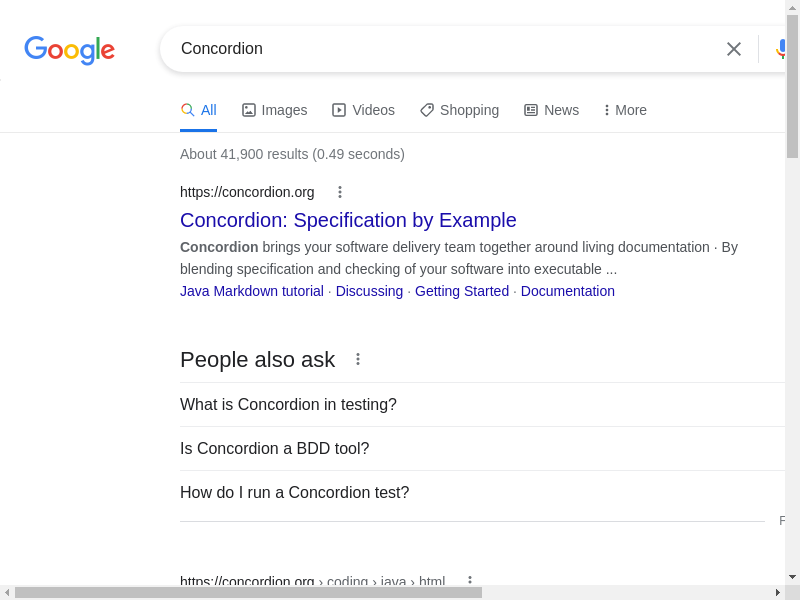 Google
Concordion
All Images Videos Shopping News More
About 41,900 results (0.49 seconds)
https://concordion.org
Concordion: Specification by Example
Concordion brings your software delivery team together around living documentation · By
blending specification and checking of your software into executable ...
Java Markdown tutorial · Discussing · Getting Started · Documentation
People also ask
What is Concordion in testing?
Is Concordion a BDD tool?
How do I run a Concordion test?
https://concordion.org › coding › java › html